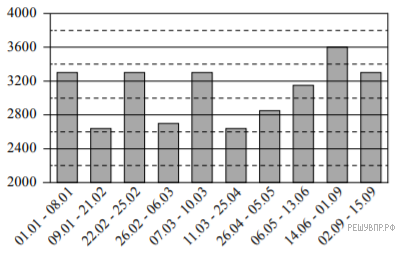 4000
3600
3200
2800
2400
2000
01.01 - 08.01
09.01 - 21.02
22.02 - 25.02
26.02 - 06.03
07.03 - 10.03
11.03 - 25.04
26.04 - 05.05
06.05 - 13.06
14.06 - 01.09
02.09 - 15.09
РЕШУВПР.РФ